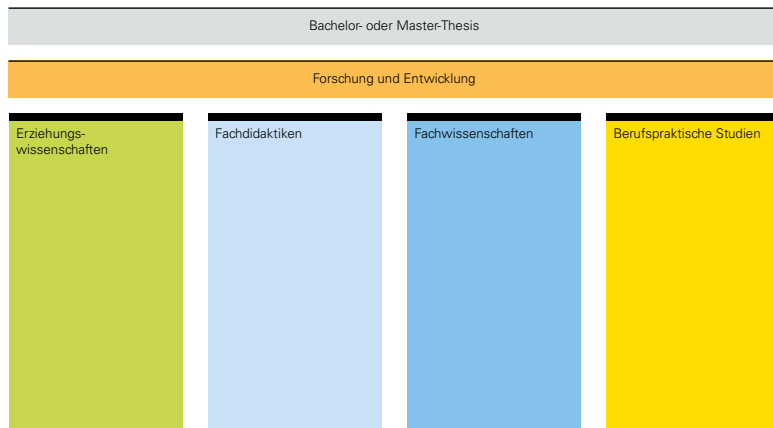 Bachelor- oder Master-Thesis
Forschung und Entwicklung
Erziehungs-
wissenschaften
Fachdidaktiken
Fachwissenschaften
Berufspraktische Studien